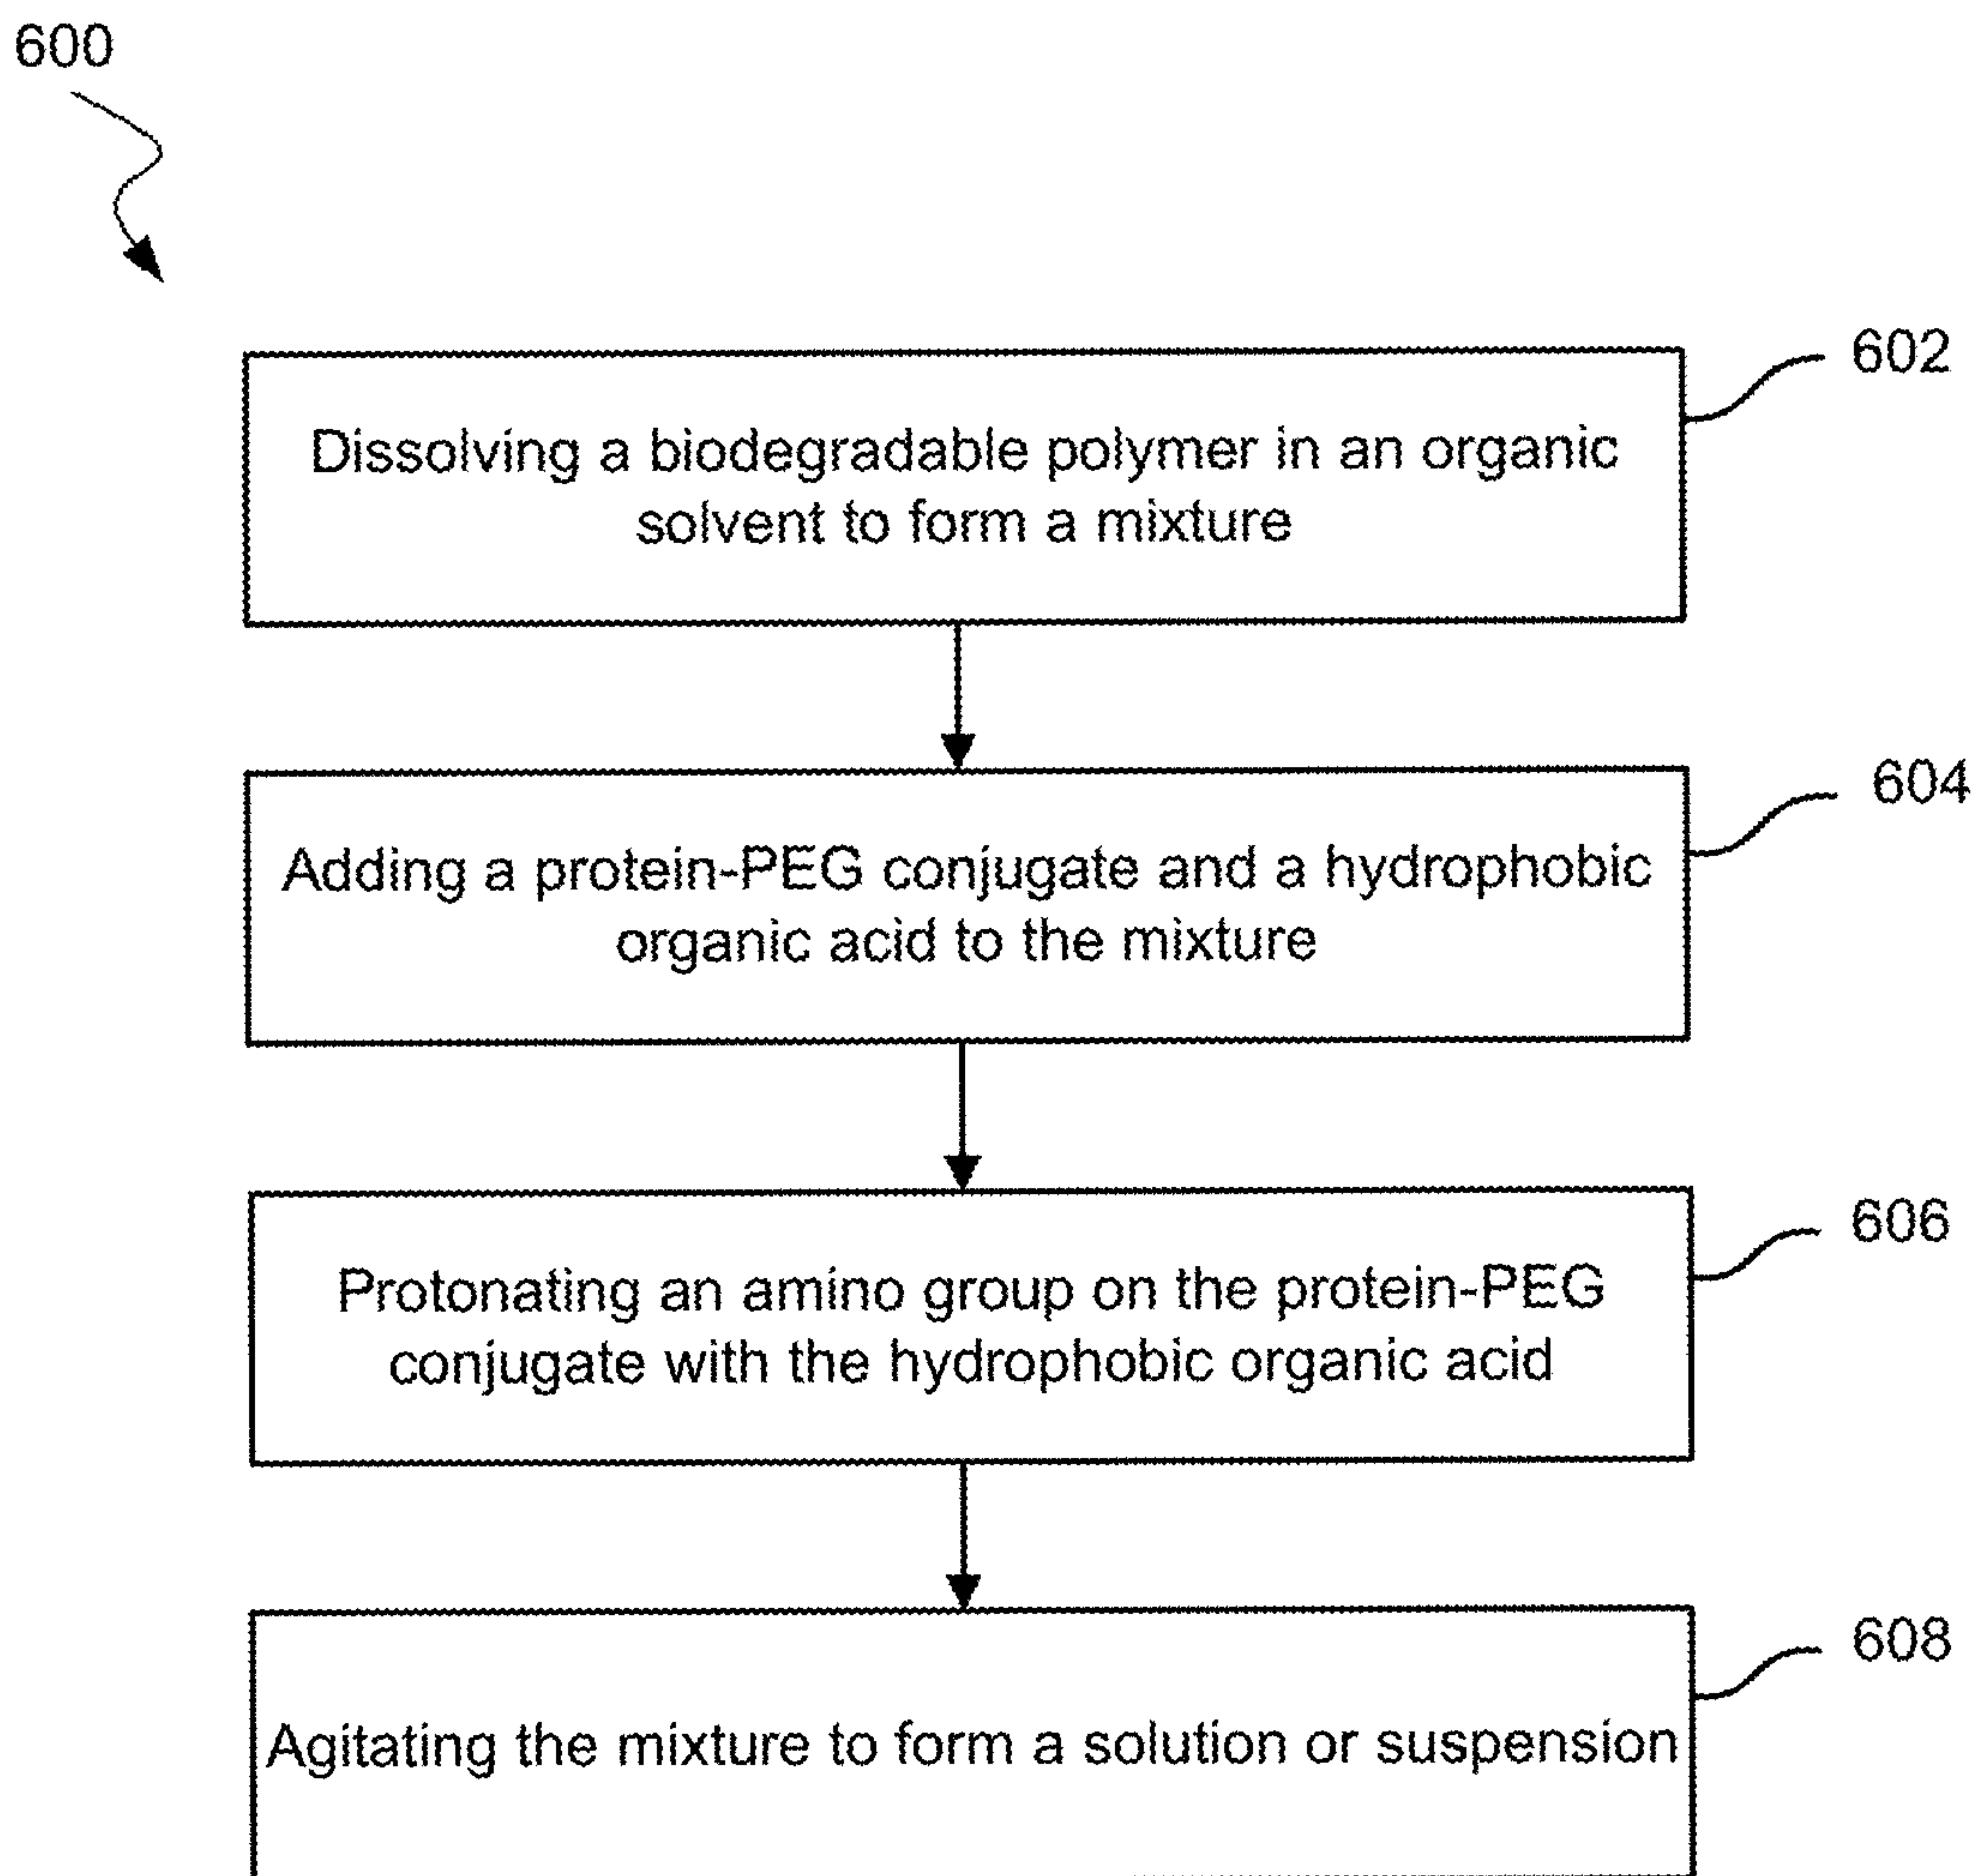 600
602
Dissolving a biodegradable polymer in an organic
solvent to form a mixture
604
Adding a protein-PEG conjugate and a hydrophobic
organic acid to the mixture
606
Protonating an amino group on the protein-PEG
conjugate with the hydrophobic organic acid
608
Agitating the mixture to form a solution or suspension